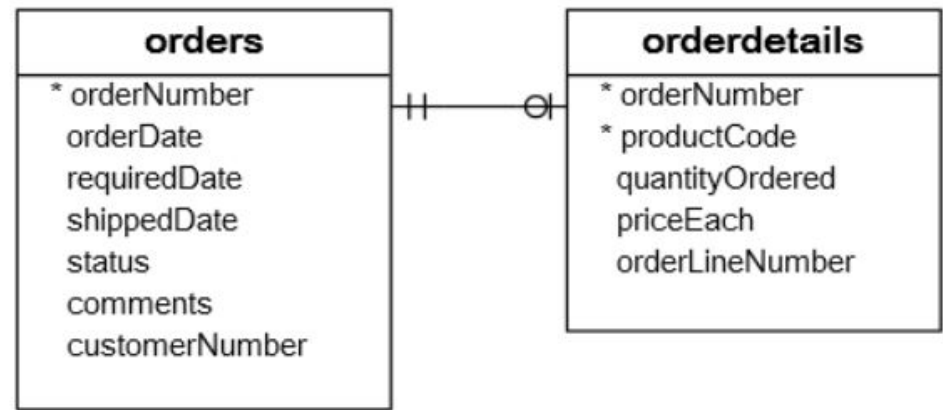 orders
* orderNumber
orderDate
requiredDate
shippedDate
status
comments
customerNumber
orderdetails
* orderNumber
* productCode
quantityOrdered
priceEach
orderLineNumber